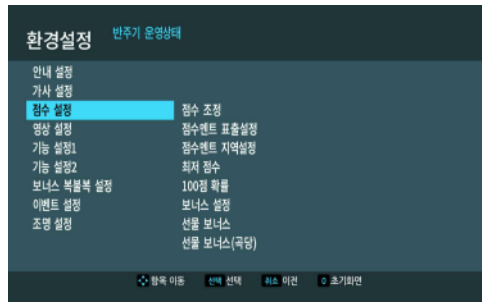 환경설정 반주기 운영상태
안내 설정
가사 설정
점수 설정 점수 조정
영상 설정 점수멘트 표출설정
기능 설정1 점수멘트 지역설정
기능 설정2 최저 점수
보너스 복불복 설정 100점 확률
이벤트 설정 보너스 설정
조명 설정 선물 보너스
선물 보너스(곡당)
항목 이동 선택 선택 취소 이전 0 초기화면